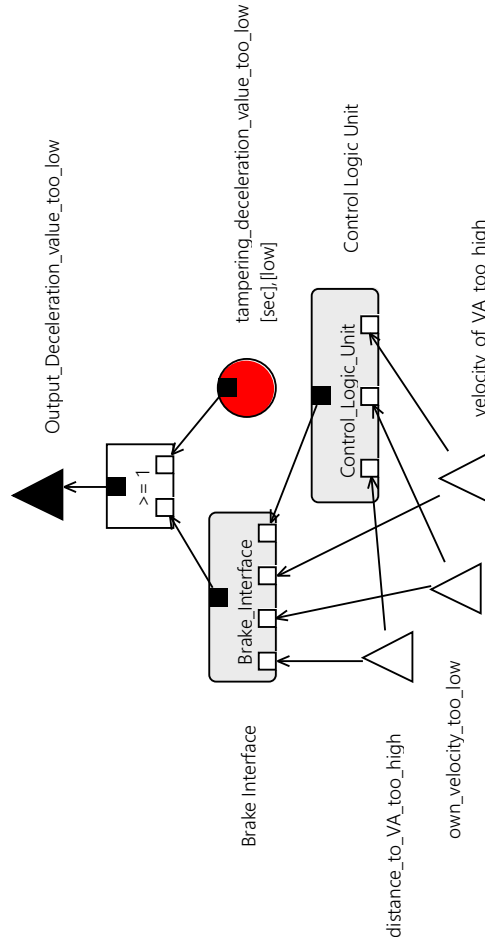 Output_Deceleration_value_too_low
>= 1
tampering_deceleration_value_too_low
[sec],[low]
Brake Interface
Brake_Interface
Control_Logic_Unit
Control Logic Unit
distance_to_VA_too_high
own_velocity_too_low
velocity_of_VA_too_high